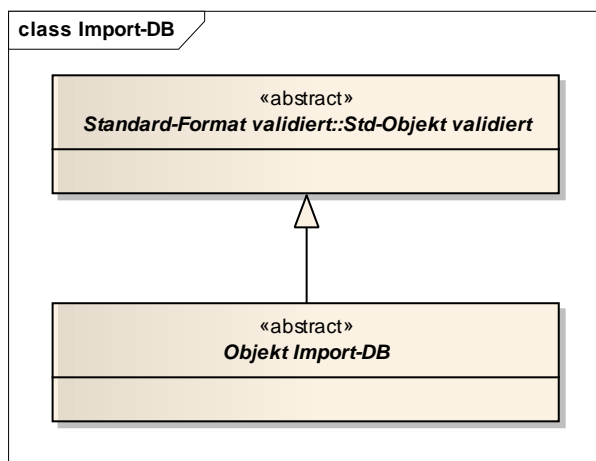 class Import-DB
«abstract»
Standard-Format validiert::Std-Objekt validiert
«abstract»
Objekt Import-DB